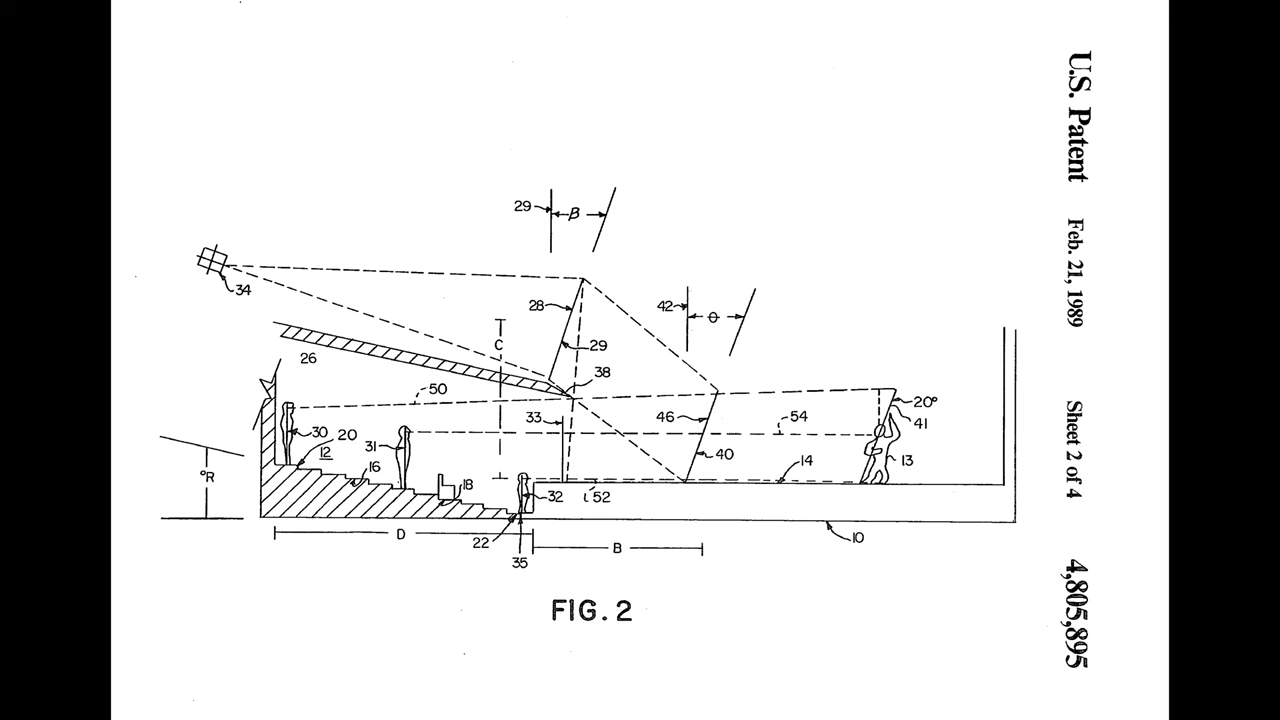 U.S. Patent Feb. 21, 1989 Sheet 2 of 4 4,805,895
29 β
34
28
42 θ
C
29
26
38
50
33 46 54 20°
41
30
20 31
12 40 13
°R
16
14
18
32 52
D
22 B 10
35
FIG. 2